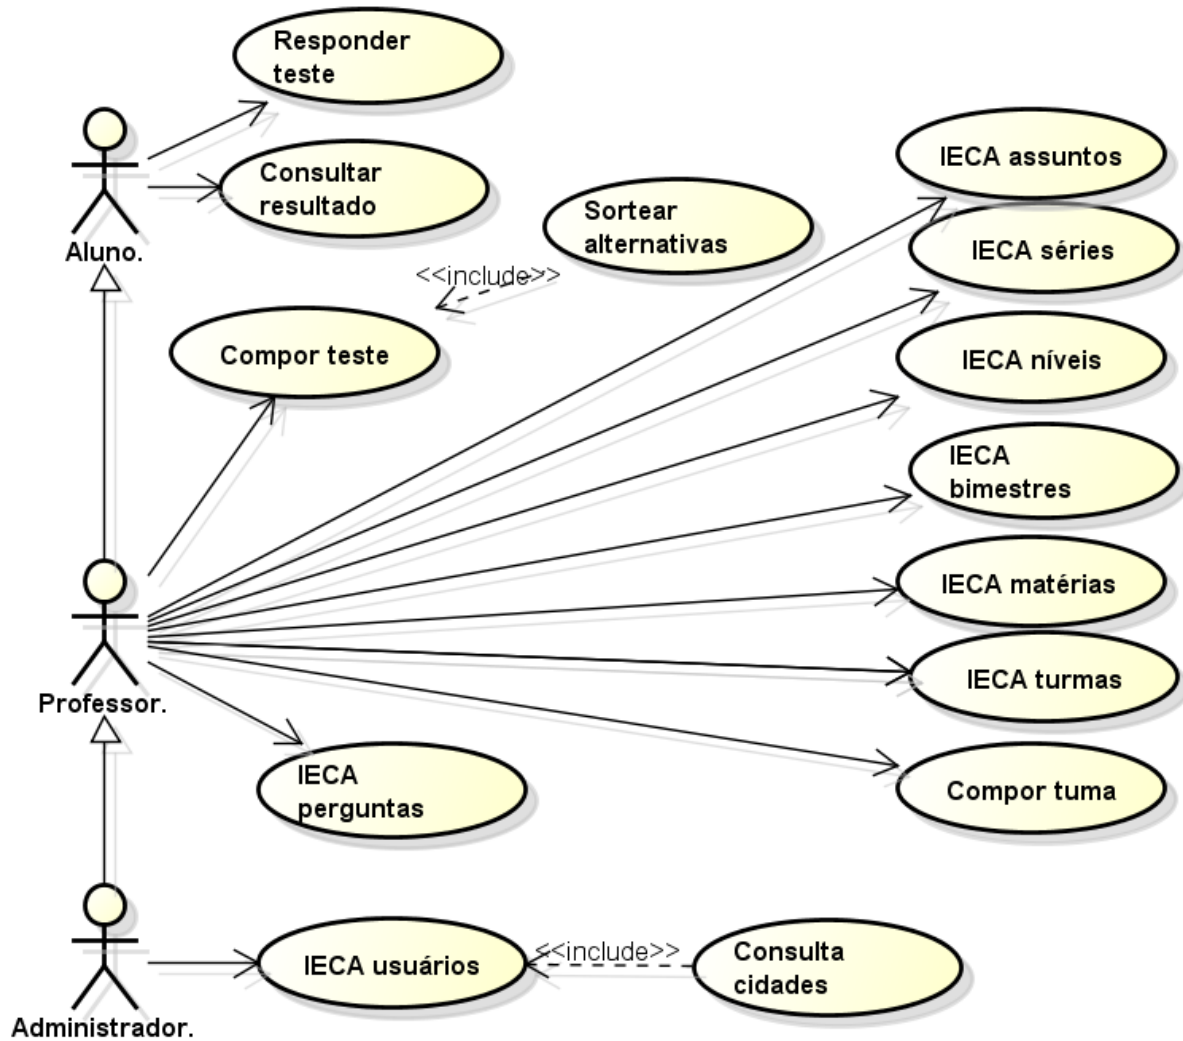 Responder
teste
Consultar
resultado
Aluno.
Sortear
alternativas
<<include>>
Compor teste
IECA assuntos
IECA séries
IECA níveis
IECA
bimestres
IECA matérias
IECA turmas
Compor tuma
Professor.
IECA
perguntas
Administrador.
IECA usuários
<<include>>
Consulta
cidades